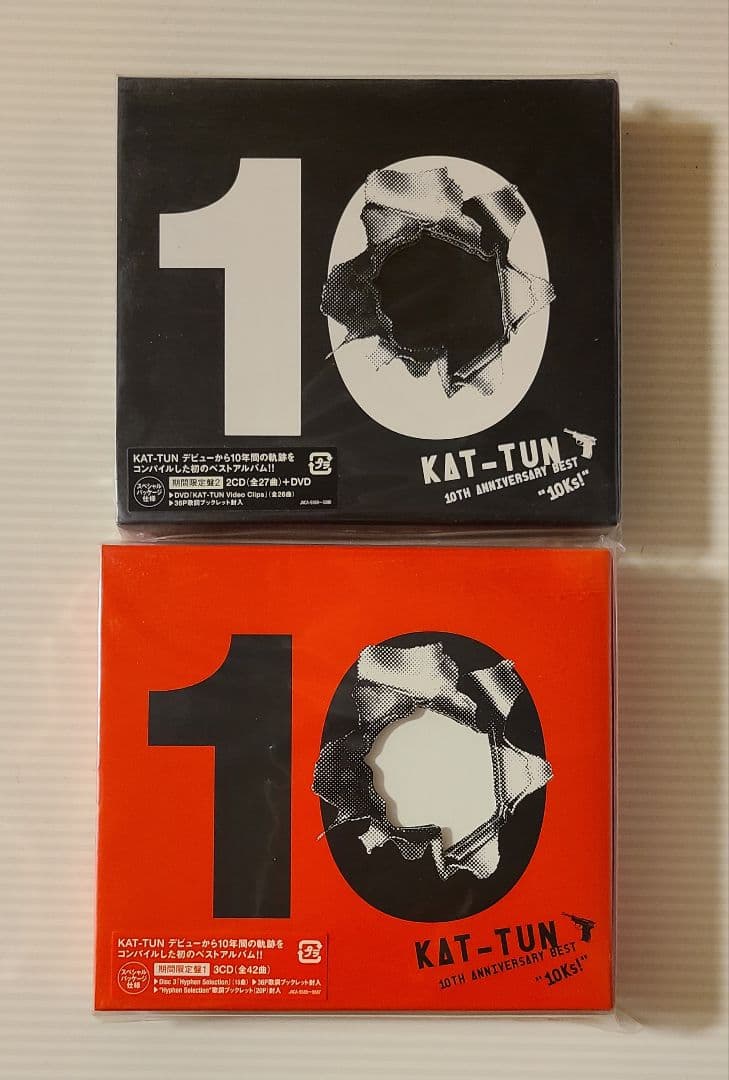 10
KAT-TUN
10TH ANNIVERSARY BEST
"10Ks!"
KAT-TUN デビューから10年間の軌跡を
コンパイルした初のベストアルバム!!
プラ
スペシャル
パッケージ
仕様
期間限定盤2 2CD(全27曲)+DVD
▶DVD「KAT-TUN Video Clips」(全26曲)
▶36P歌詞ブックレット封入
10
KAT-TUN
10TH ANNIVERSARY BEST
"10Ks!"
KAT-TUN デビューから10年間の軌跡を
コンパイルした初のベストアルバム!!
プラ
スペシャル
パッケージ
仕様
期間限定盤1 3CD(全42曲)
▶Disc 3「Hyphen Selection」(15曲) ▶36P歌詞ブックレット封入
▶"Hyphen Selection"歌詞ブックレット(20P)封入